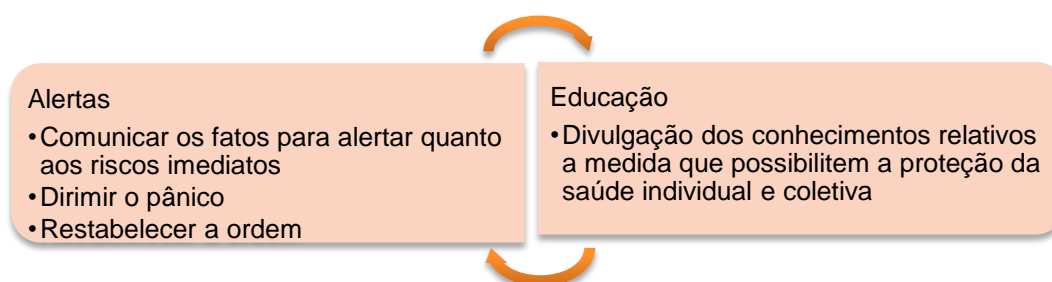 Alertas
•Comunicar os fatos para alertar quanto
aos riscos imediatos
•Dirimir o pânico
•Restabelecer a ordem
Educação
•Divulgação dos conhecimentos relativos
a medida que possibilitem a proteção da
saúde individual e coletiva